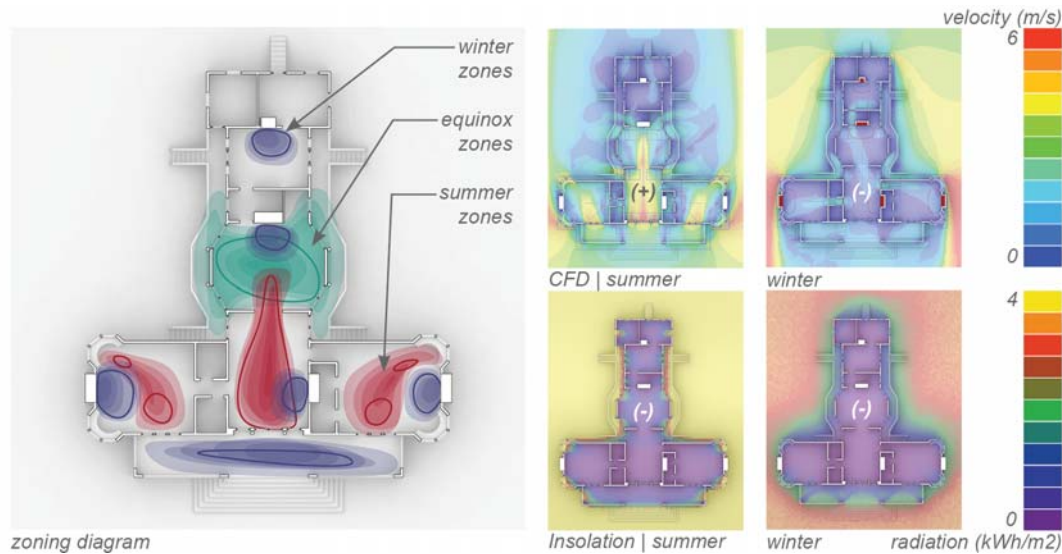 velocity (m/s)
winter
zones
equinox
zones
summer
zones
6
(+)
(-)
0
CFD | summer
winter
4
(-)
(-)
0
zoning diagram
Insolation | summer
winter
radiation (kWh/m2)